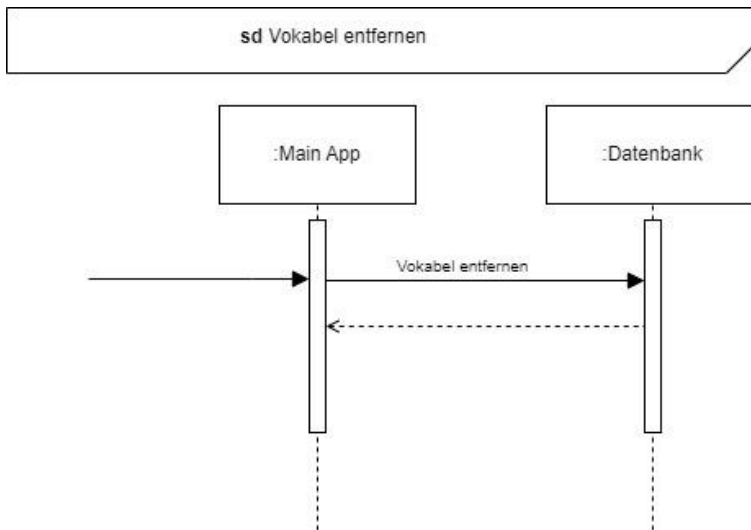 sd Vokabel entfernen
:Main App
:Datenbank
Vokabel entfernen